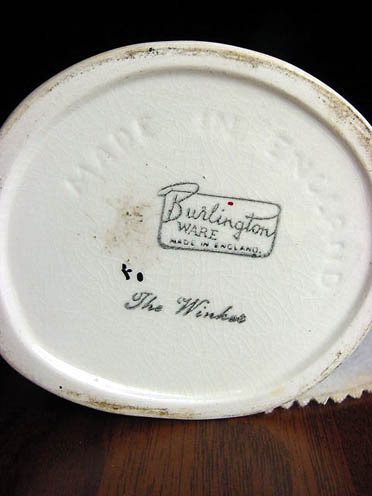 MADE IN ENGLAND
Burlington
WARE
MADE IN ENGLAND.
The Winker